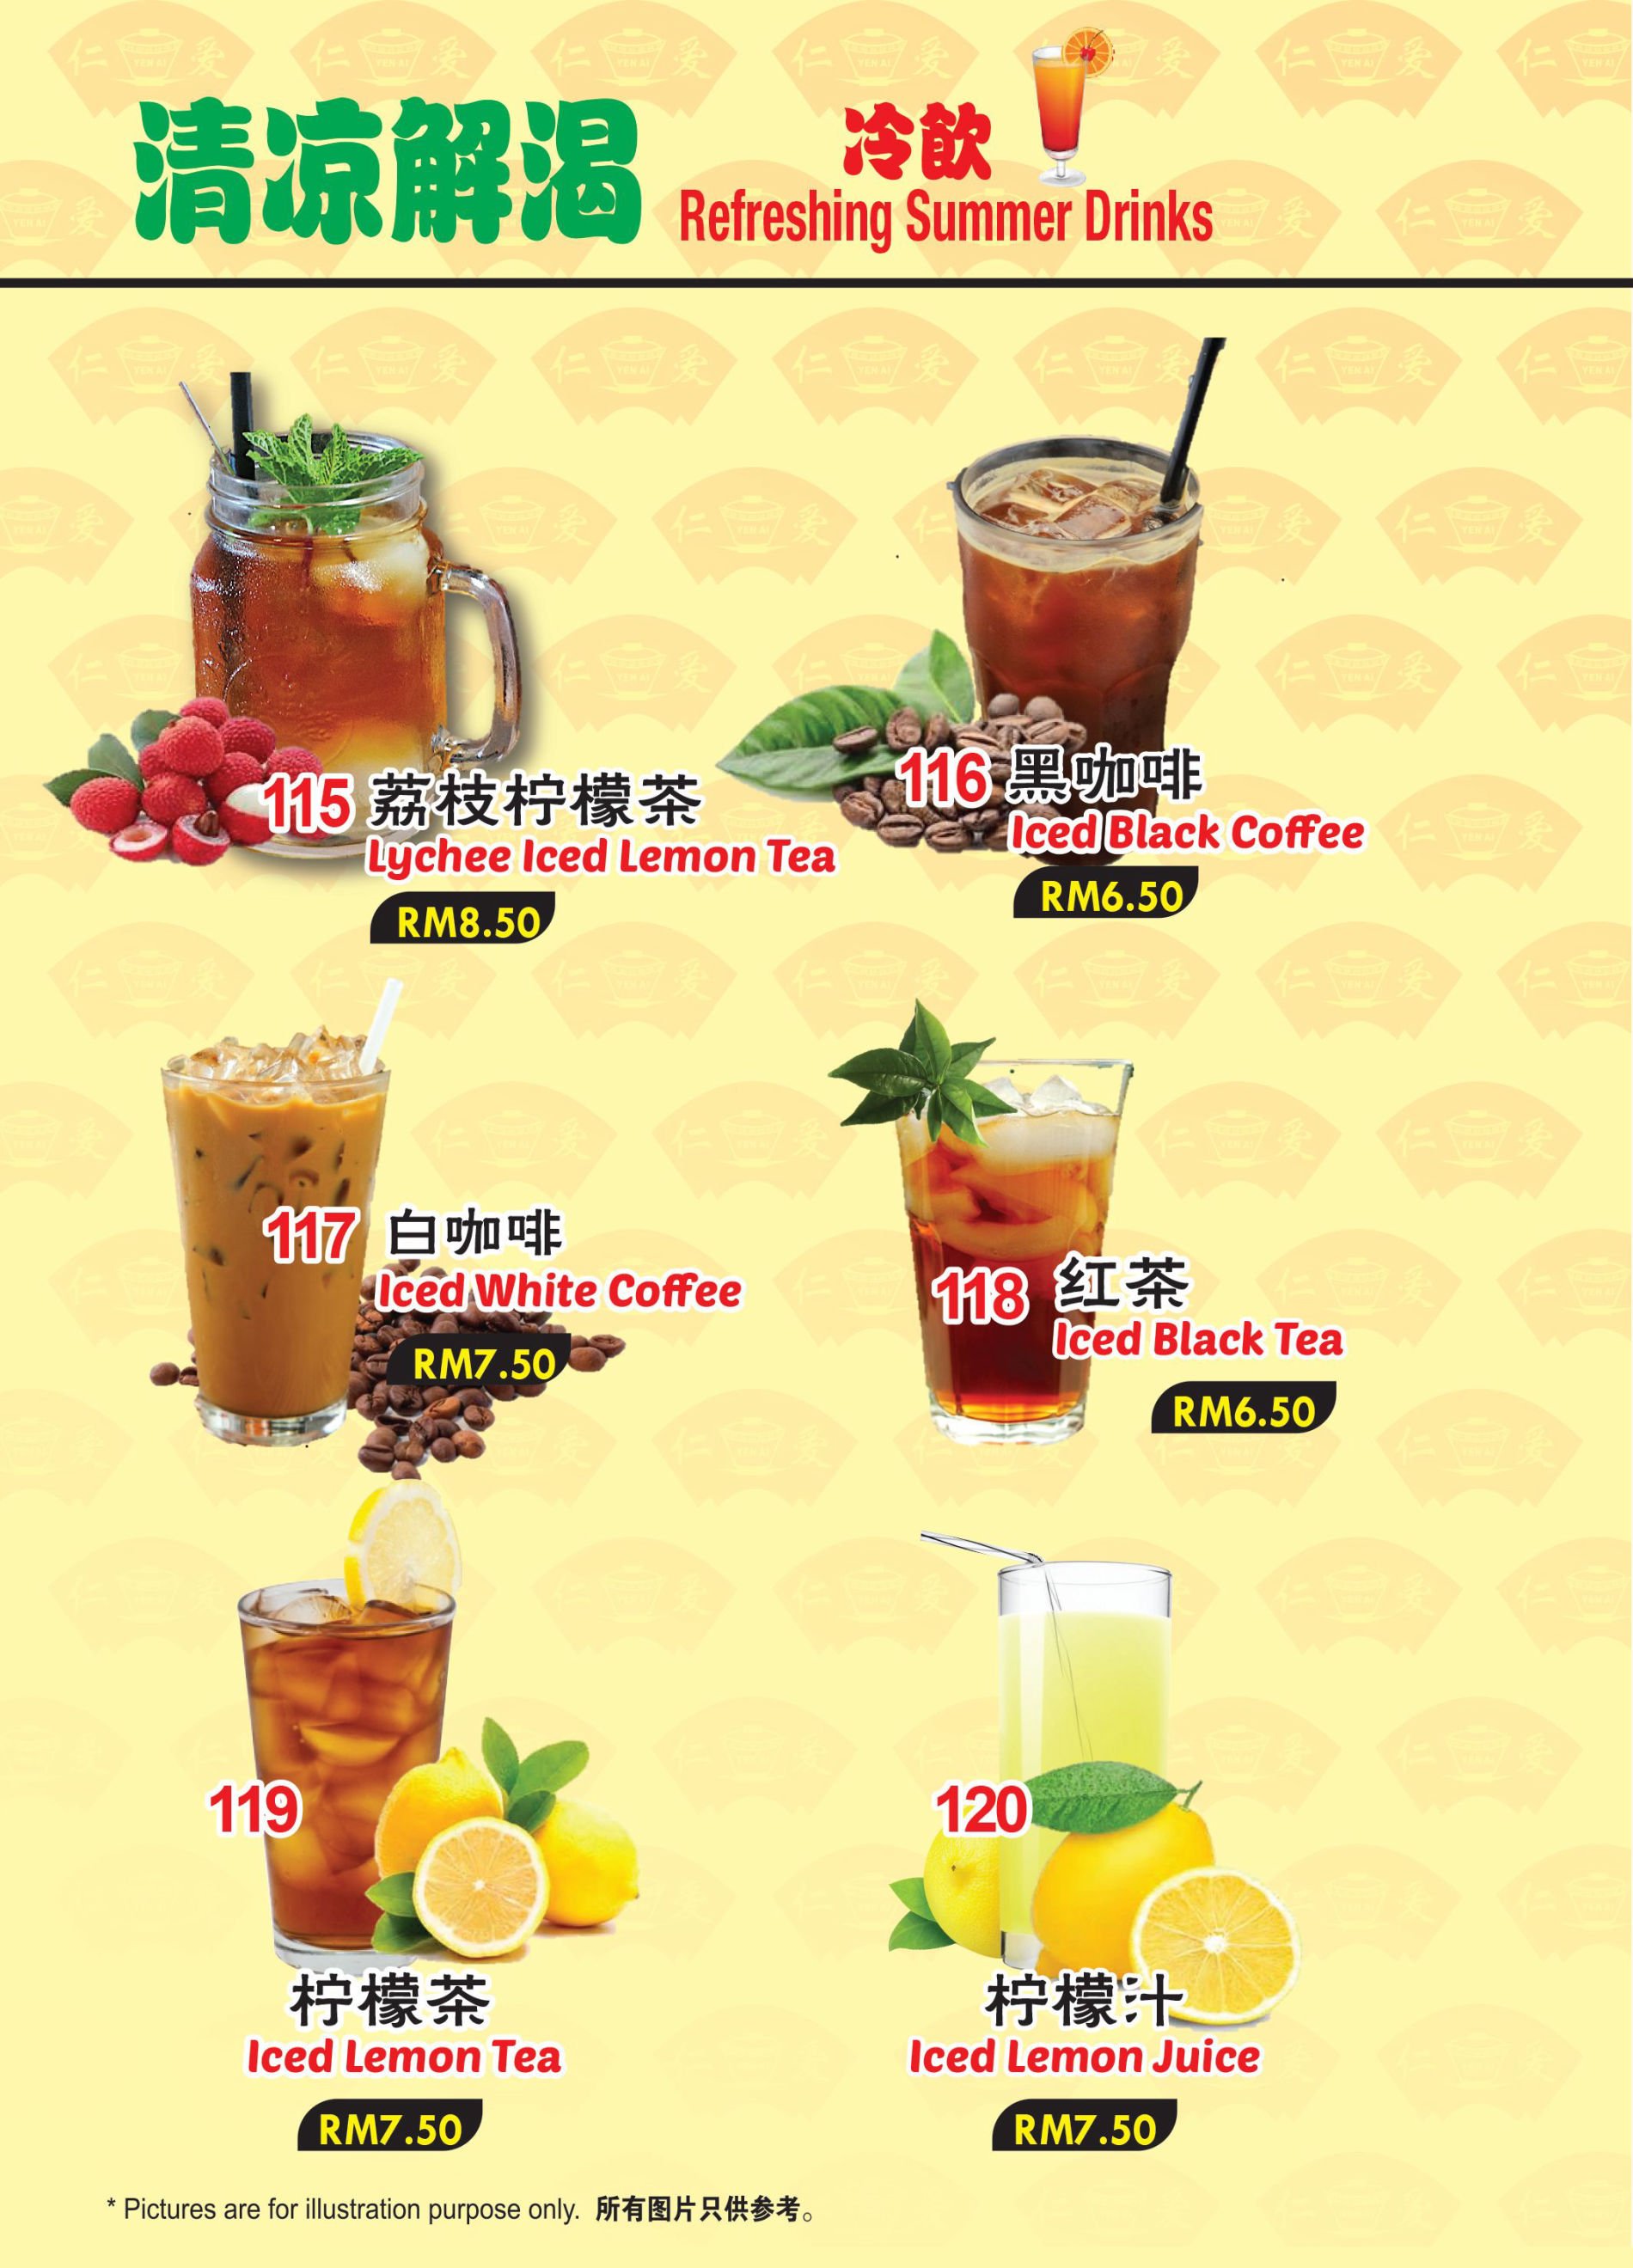 清凉解渴
冷飲
Refreshing Summer Drinks
115 荔枝柠檬茶
Lychee Iced Lemon Tea
RM8.50
116 黑咖啡
Iced Black Coffee
RM6.50
117 白咖啡
Iced White Coffee
RM7.50
118 红茶
Iced Black Tea
RM6.50
119
柠檬茶
Iced Lemon Tea
RM7.50
120
柠檬汁
Iced Lemon Juice
RM7.50
* Pictures are for illustration purpose only. 所有图片只供参考。
仁 YEN AI 爱